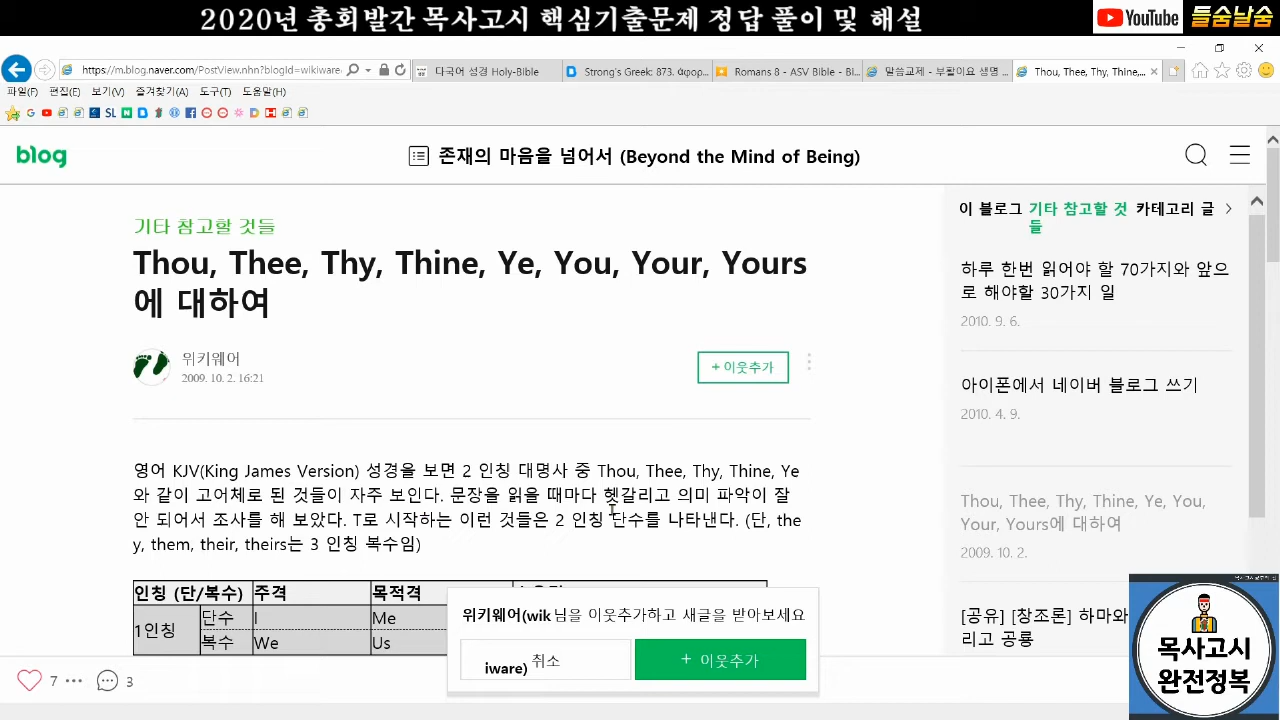 2020년 총회발간 목사고시 핵심기출문제 정답 풀이 및 해설
YouTube 들숨날숨
https://m.blog.naver.com/PostView.nhn?blogId=wikiware
다국어 성경 Holy-Bible
Strong's Greek: 873. ἀφορ...
Romans 8 - ASV Bible - Bl...
말씀교제 - 부활이요 생명 ...
Thou, Thee, Thy, Thine,...
파일(F) 편집(E) 보기(V) 즐겨찾기(A) 도구(T) 도움말(H)
blog
존재의 마음을 넘어서 (Beyond the Mind of Being)
기타 참고할 것들
Thou, Thee, Thy, Thine, Ye, You, Your, Yours
에 대하여
위키웨어
2009. 10. 2. 16:21
+ 이웃추가
영어 KJV(King James Version) 성경을 보면 2 인칭 대명사 중 Thou, Thee, Thy, Thine, Ye
와 같이 고어체로 된 것들이 자주 보인다. 문장을 읽을 때마다 헷갈리고 의미 파악이 잘
안 되어서 조사를 해 보았다. T로 시작하는 이런 것들은 2 인칭 단수를 나타낸다. (단, the
y, them, their, theirs는 3 인칭 복수임)
인칭 (단/복수) 주격 목적격
1인칭 단수 I Me
복수 We Us
위키웨어(wik 님을 이웃추가하고 새글을 받아보세요
iware) 취소
+ 이웃추가
7 ··· 3
이 블로그 기타 참고할 것 카테고리 글
들
하루 한번 읽어야 할 70가지와 앞으
로 해야할 30가지 일
2010. 9. 6.
아이폰에서 네이버 블로그 쓰기
2010. 4. 9.
Thou, Thee, Thy, Thine, Ye, You,
Your, Yours에 대하여
2009. 10. 2.
[공유] [창조론] 하마와
리고 공룡
목사고시
완전정복